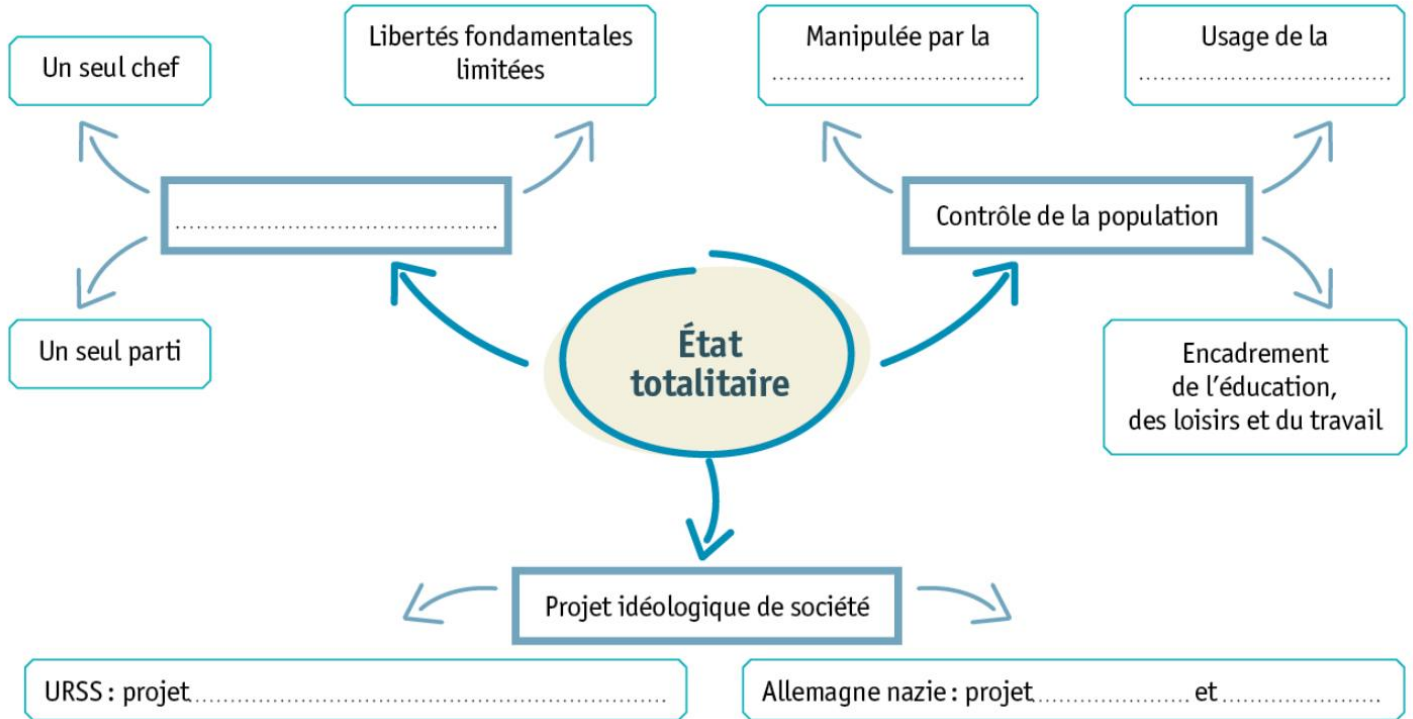 Un seul chef
Libertés fondamentales
limitées
Manipulée par la
....................................
Usage de la
....................................
..............................................
Contrôle de la population
Un seul parti
État
totalitaire
Encadrement
de l’éducation,
des loisirs et du travail
Projet idéologique de société
URSS : projet....................................................................
Allemagne nazie : projet....................... et.......................